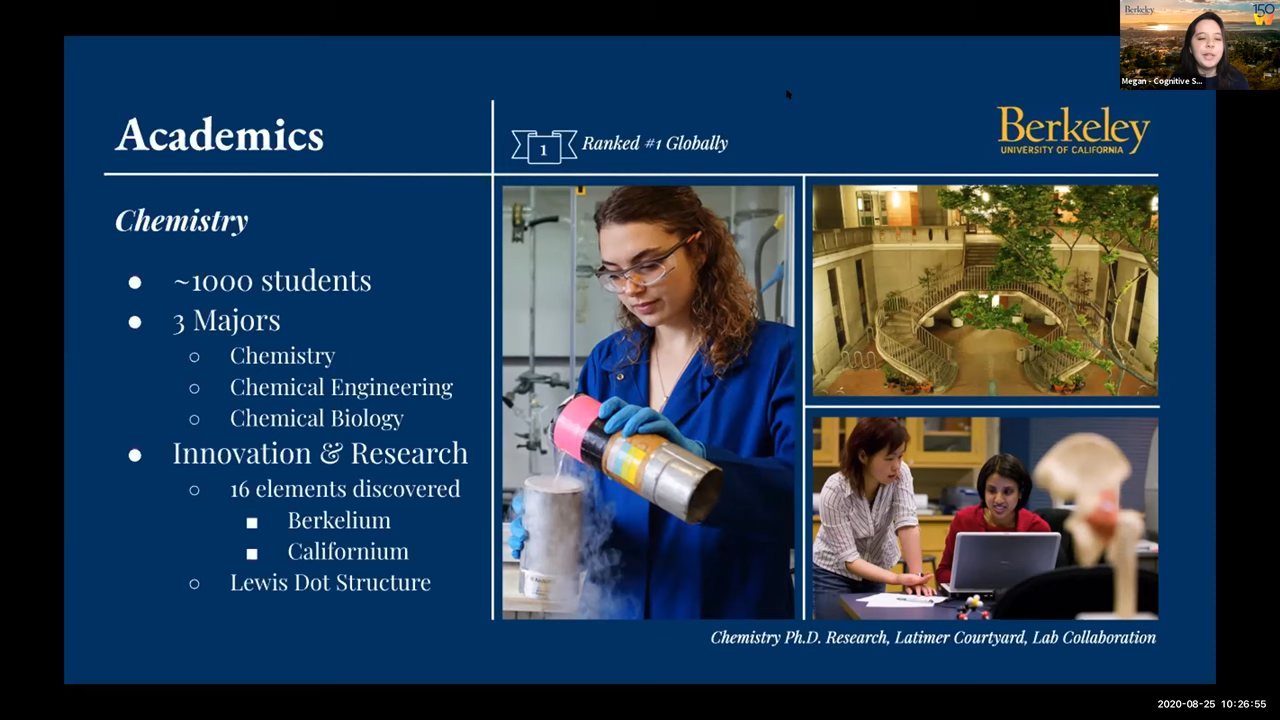 Berkeley
150
Megan - Cognitive S...
Academics
1
Ranked #1 Globally
Berkeley
UNIVERSITY OF CALIFORNIA
Chemistry
● ~1000 students
● 3 Majors
○ Chemistry
○ Chemical Engineering
○ Chemical Biology
● Innovation & Research
○ 16 elements discovered
■ Berkelium
■ Californium
○ Lewis Dot Structure
Chemistry Ph.D. Research, Latimer Courtyard, Lab Collaboration
2020-08-25 10:26:55